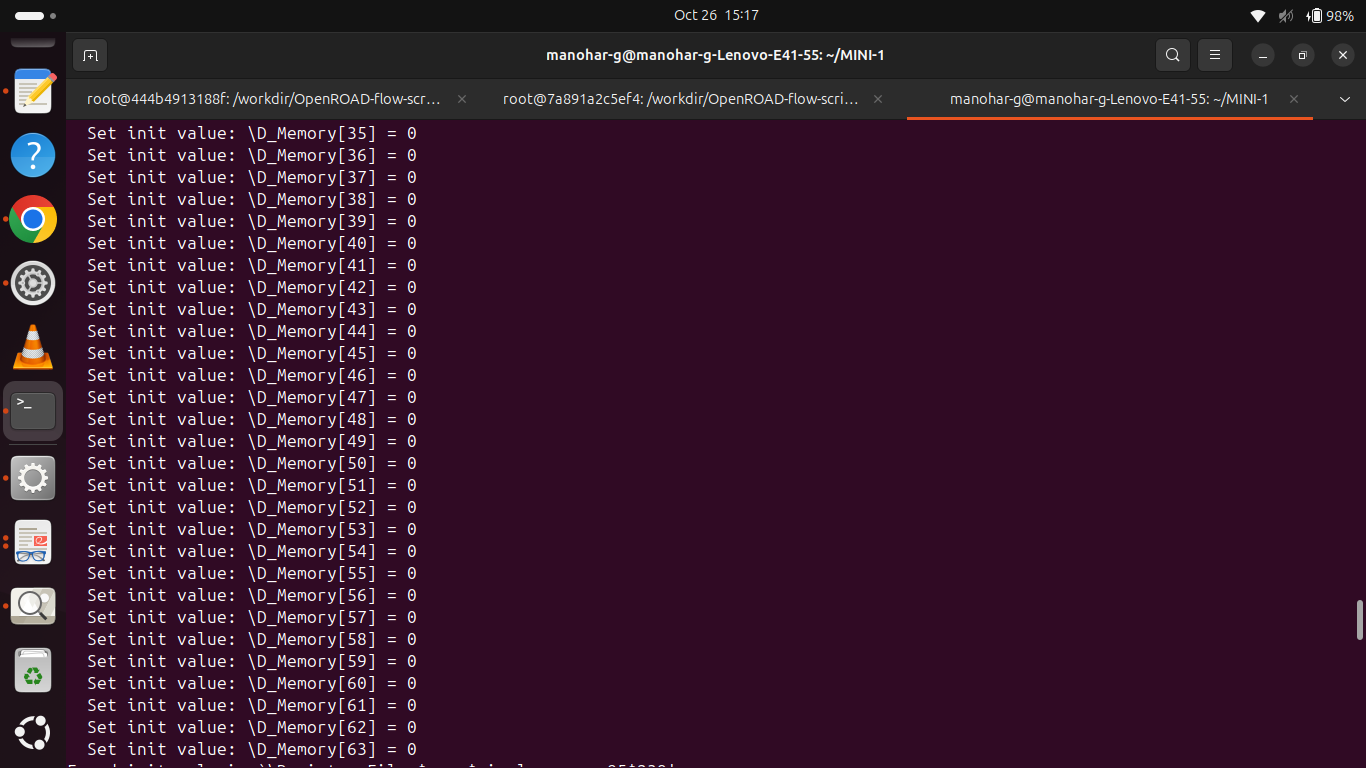 Oct 26 15:17
98%
manohar-g@manohar-g-Lenovo-E41-55: ~/MINI-1
root@444b4913188f: /workdir/OpenROAD-flow-scr...
root@7a891a2c5ef4: /workdir/OpenROAD-flow-scri...
manohar-g@manohar-g-Lenovo-E41-55: ~/MINI-1
Set init value: \D_Memory[35] = 0
Set init value: \D_Memory[36] = 0
Set init value: \D_Memory[37] = 0
Set init value: \D_Memory[38] = 0
Set init value: \D_Memory[39] = 0
Set init value: \D_Memory[40] = 0
Set init value: \D_Memory[41] = 0
Set init value: \D_Memory[42] = 0
Set init value: \D_Memory[43] = 0
Set init value: \D_Memory[44] = 0
Set init value: \D_Memory[45] = 0
Set init value: \D_Memory[46] = 0
Set init value: \D_Memory[47] = 0
Set init value: \D_Memory[48] = 0
Set init value: \D_Memory[49] = 0
Set init value: \D_Memory[50] = 0
Set init value: \D_Memory[51] = 0
Set init value: \D_Memory[52] = 0
Set init value: \D_Memory[53] = 0
Set init value: \D_Memory[54] = 0
Set init value: \D_Memory[55] = 0
Set init value: \D_Memory[56] = 0
Set init value: \D_Memory[57] = 0
Set init value: \D_Memory[58] = 0
Set init value: \D_Memory[59] = 0
Set init value: \D_Memory[60] = 0
Set init value: \D_Memory[61] = 0
Set init value: \D_Memory[62] = 0
Set init value: \D_Memory[63] = 0